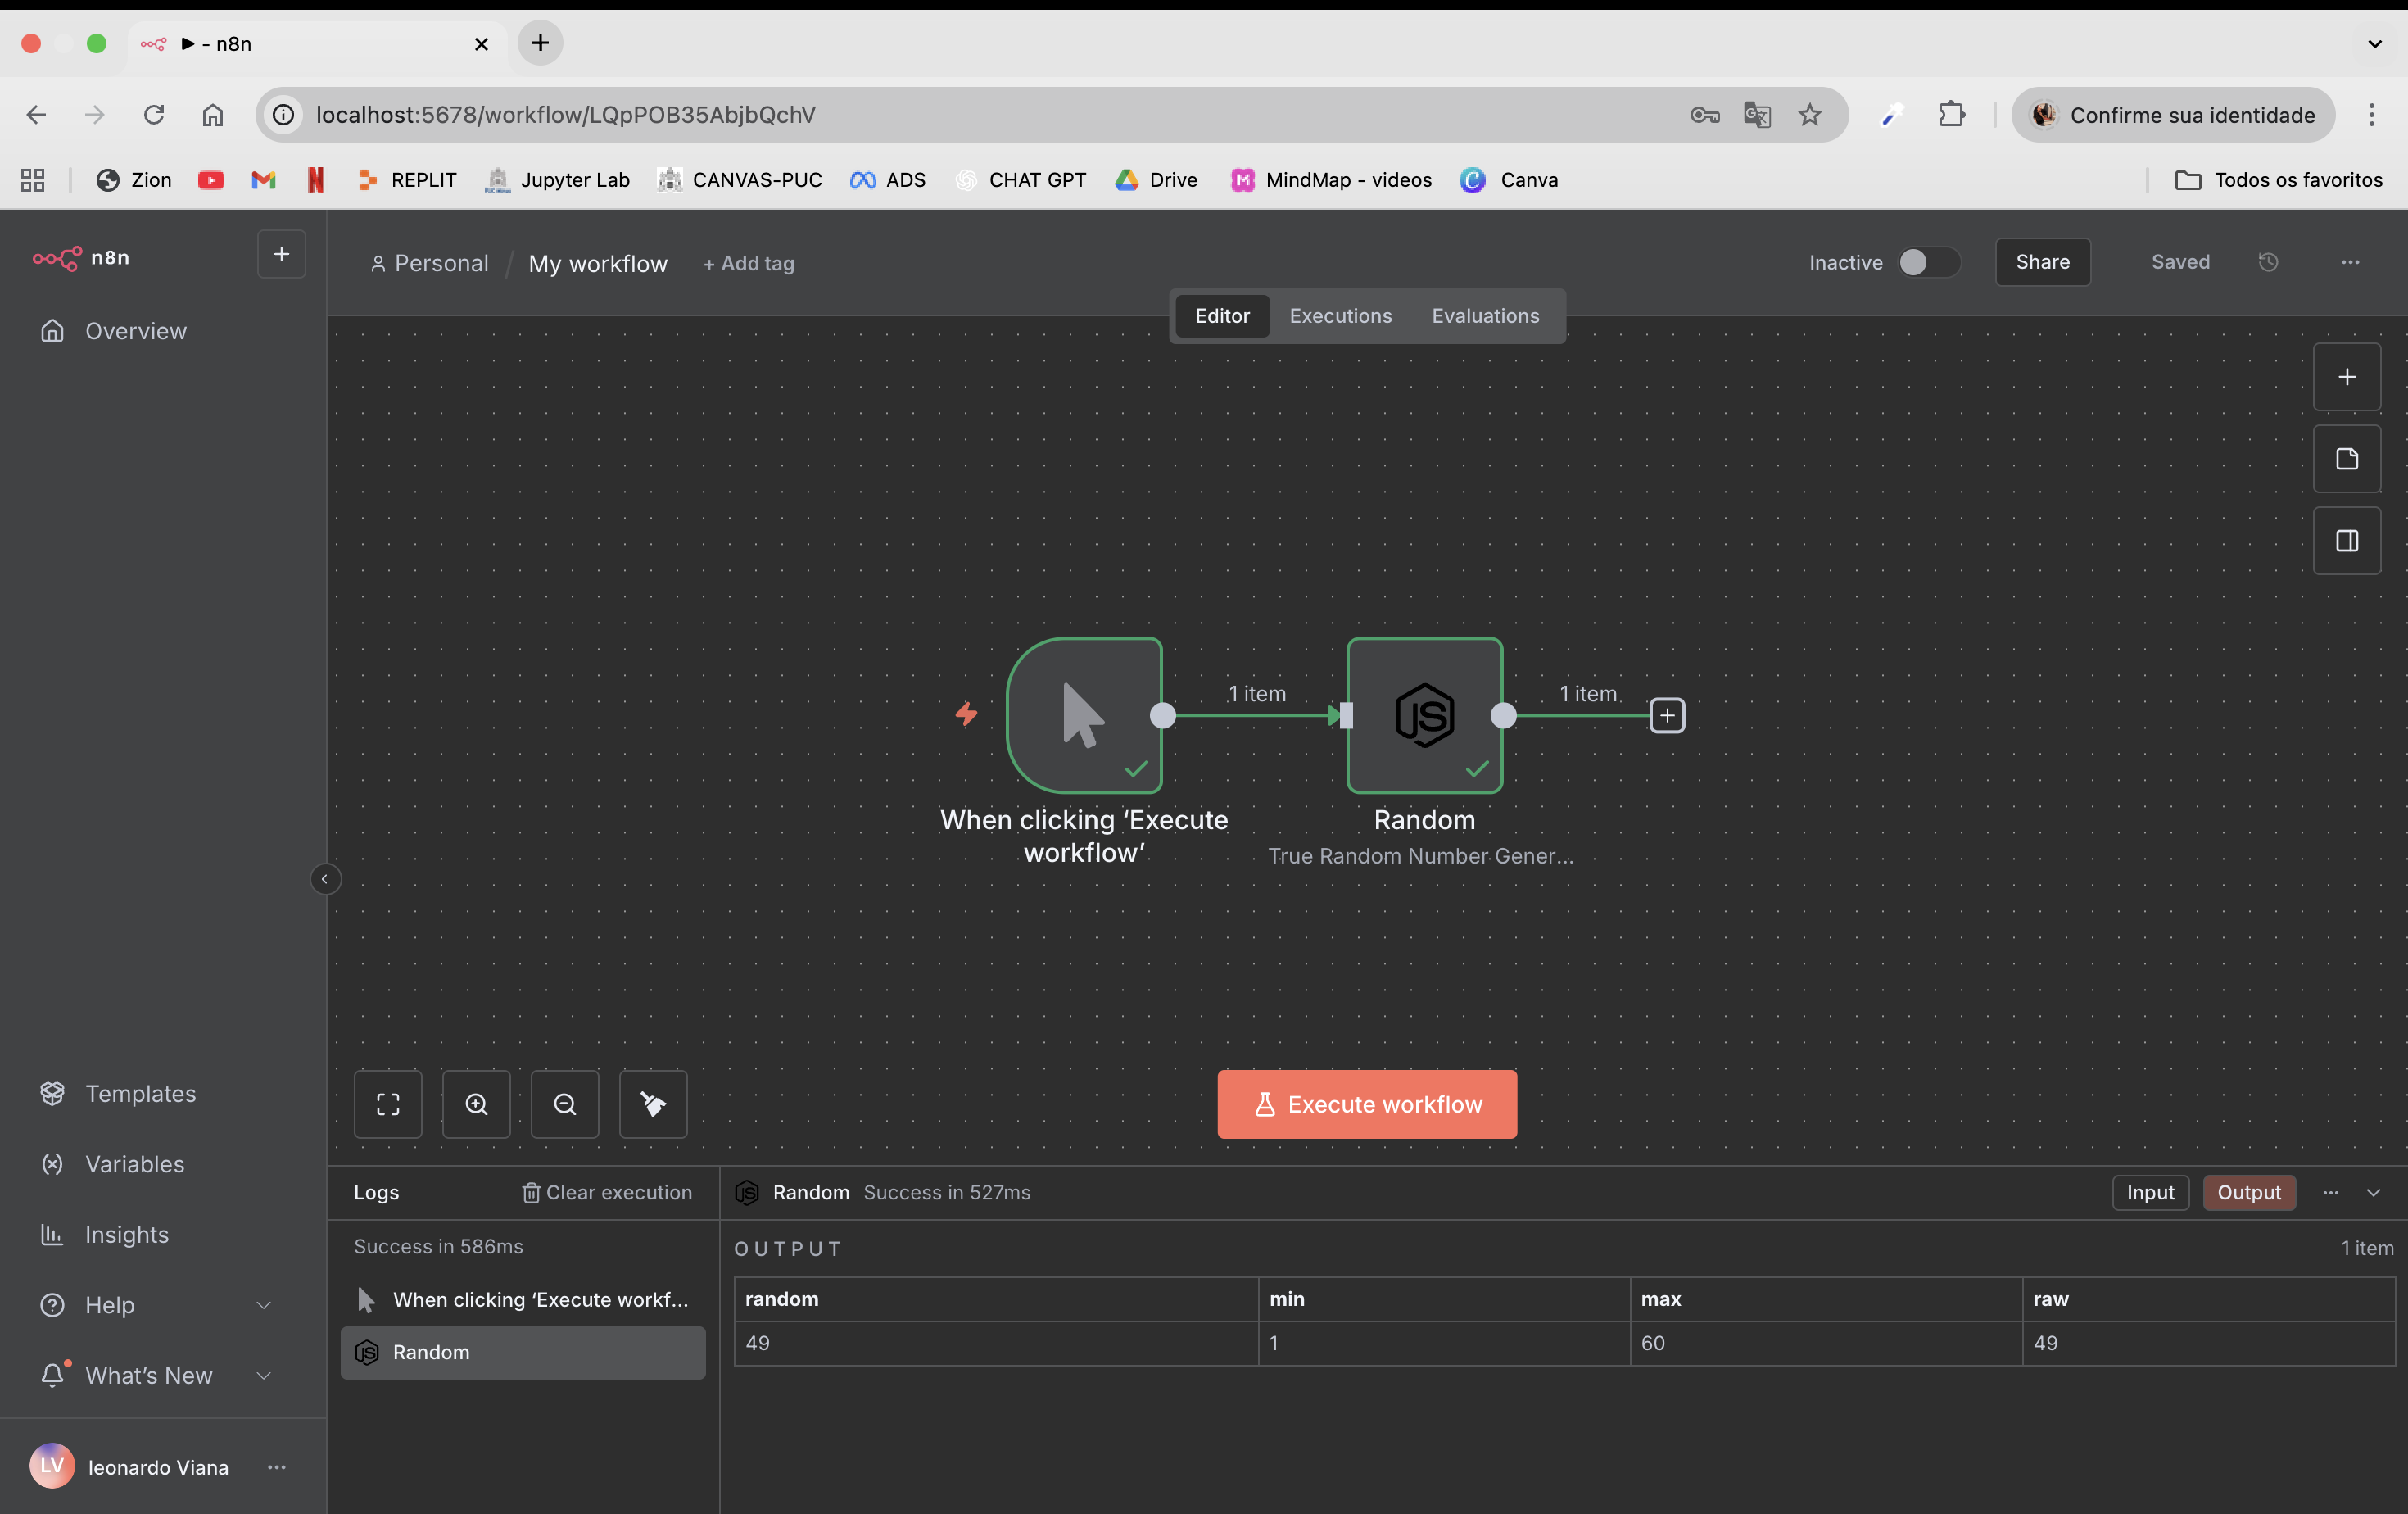 ▶ - n8n
localhost:5678/workflow/LQpPOB35AbjbQchV
Confirme sua identidade
Zion
REPLIT
Jupyter Lab
CANVAS-PUC
ADS
CHAT GPT
Drive
MindMap - videos
Canva
Todos os favoritos
n8n
Personal / My workflow + Add tag
Inactive
Share
Saved
Editor Executions Evaluations
Overview
1 item
1 item
JS
When clicking ‘Execute
workflow’
Random
True Random Number Gener...
Templates
Variables
Insights
Help
What’s New
LV leonardo Viana
Execute workflow
Logs
Clear execution
Success in 586ms
When clicking ‘Execute workf...
JS Random
JS Random Success in 527ms
Input
Output
OUTPUT
1 item
random min max raw
49 1 60 49